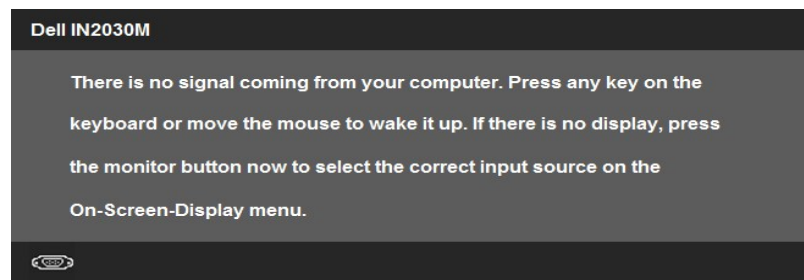 Dell IN2030M
There is no signal coming from your computer. Press any key on the
keyboard or move the mouse to wake it up. If there is no display, press
the monitor button now to select the correct input source on the
On-Screen-Display menu.